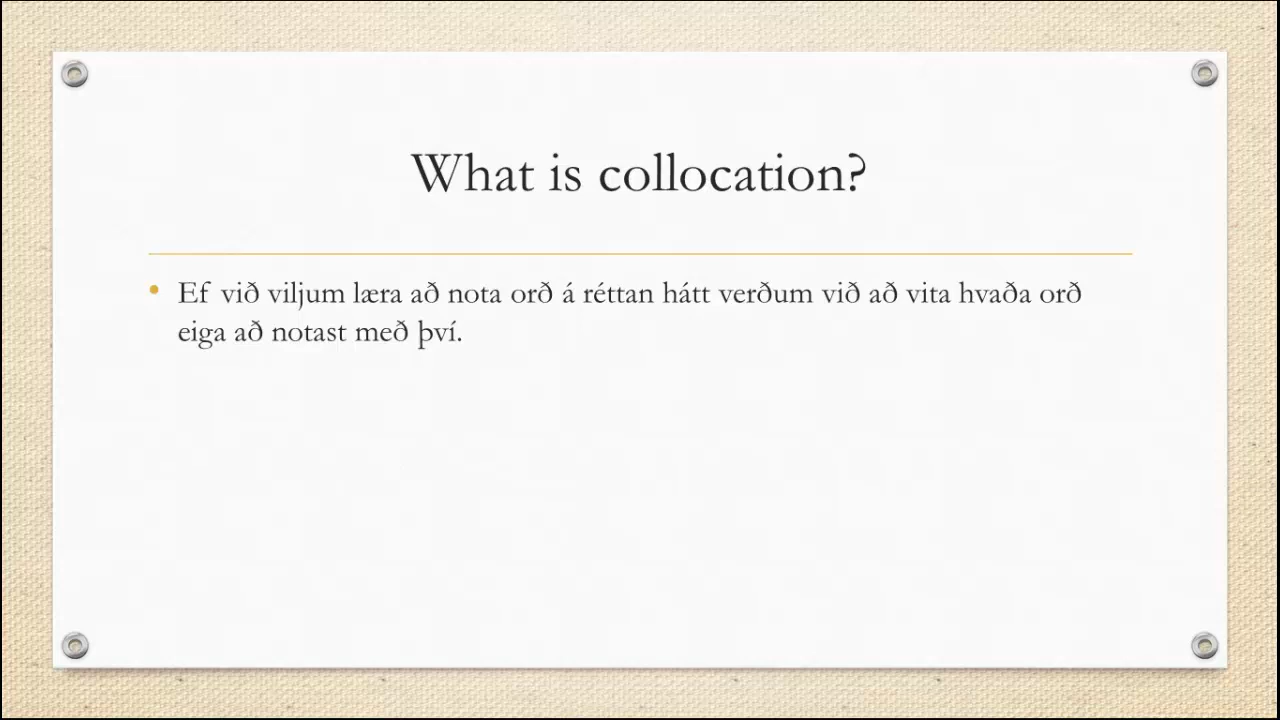 What is collocation?
• Ef við viljum læra að nota orð á réttan hátt verðum við að vita hvaða orð
eiga að notast með því.